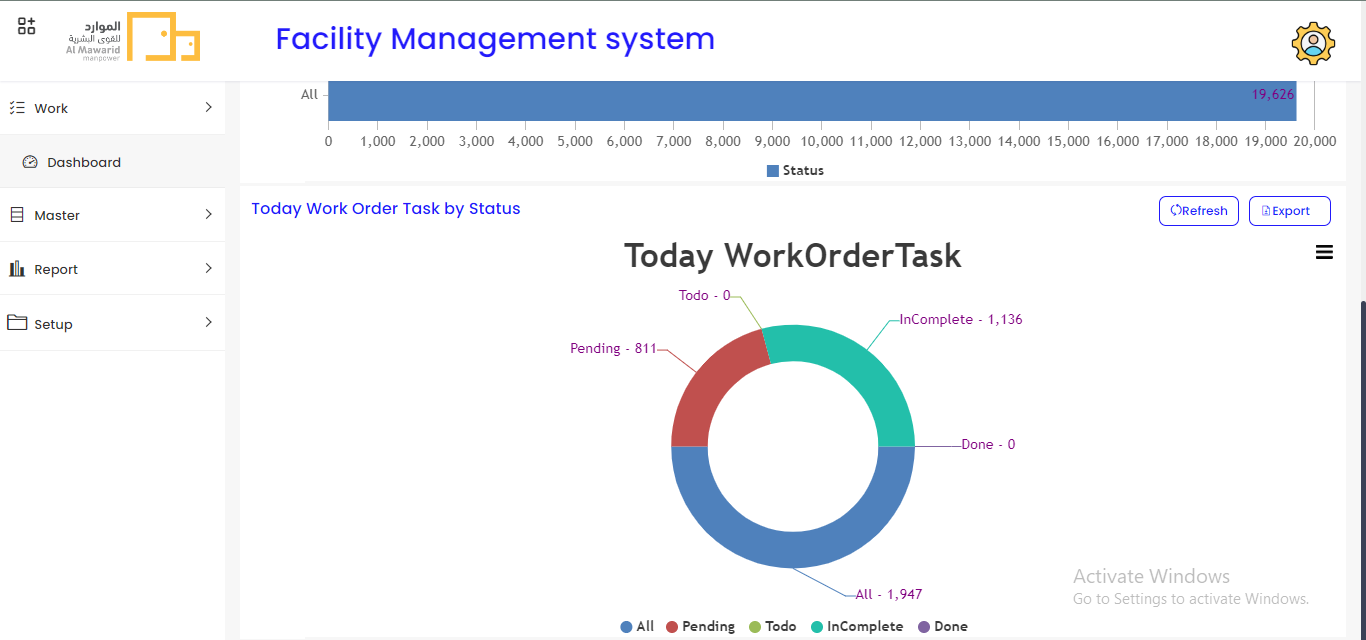 الموارد
للقوى البشرية
Al Mawarid
manpower
Facility Management system
Work
Dashboard
Master
Report
Setup
All
19,626
0 1,000 2,000 3,000 4,000 5,000 6,000 7,000 8,000 9,000 10,000 11,000 12,000 13,000 14,000 15,000 16,000 17,000 18,000 19,000 20,000
Status
Today Work Order Task by Status
Refresh
Export
Today WorkOrderTask
Todo - 0
InComplete - 1,136
Pending - 811
Done - 0
All - 1,947
All Pending Todo InComplete Done
Activate Windows
Go to Settings to activate Windows.